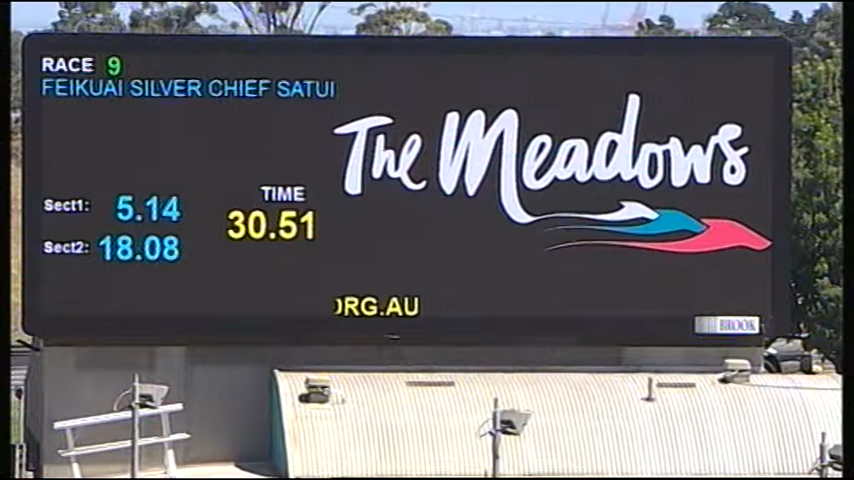 RACE 9
FEIKUAI SILVER CHIEF SATUI
The Meadows
Sect1: 5.14
TIME
30.51
Sect2: 18.08
ORG.AU
BROOK